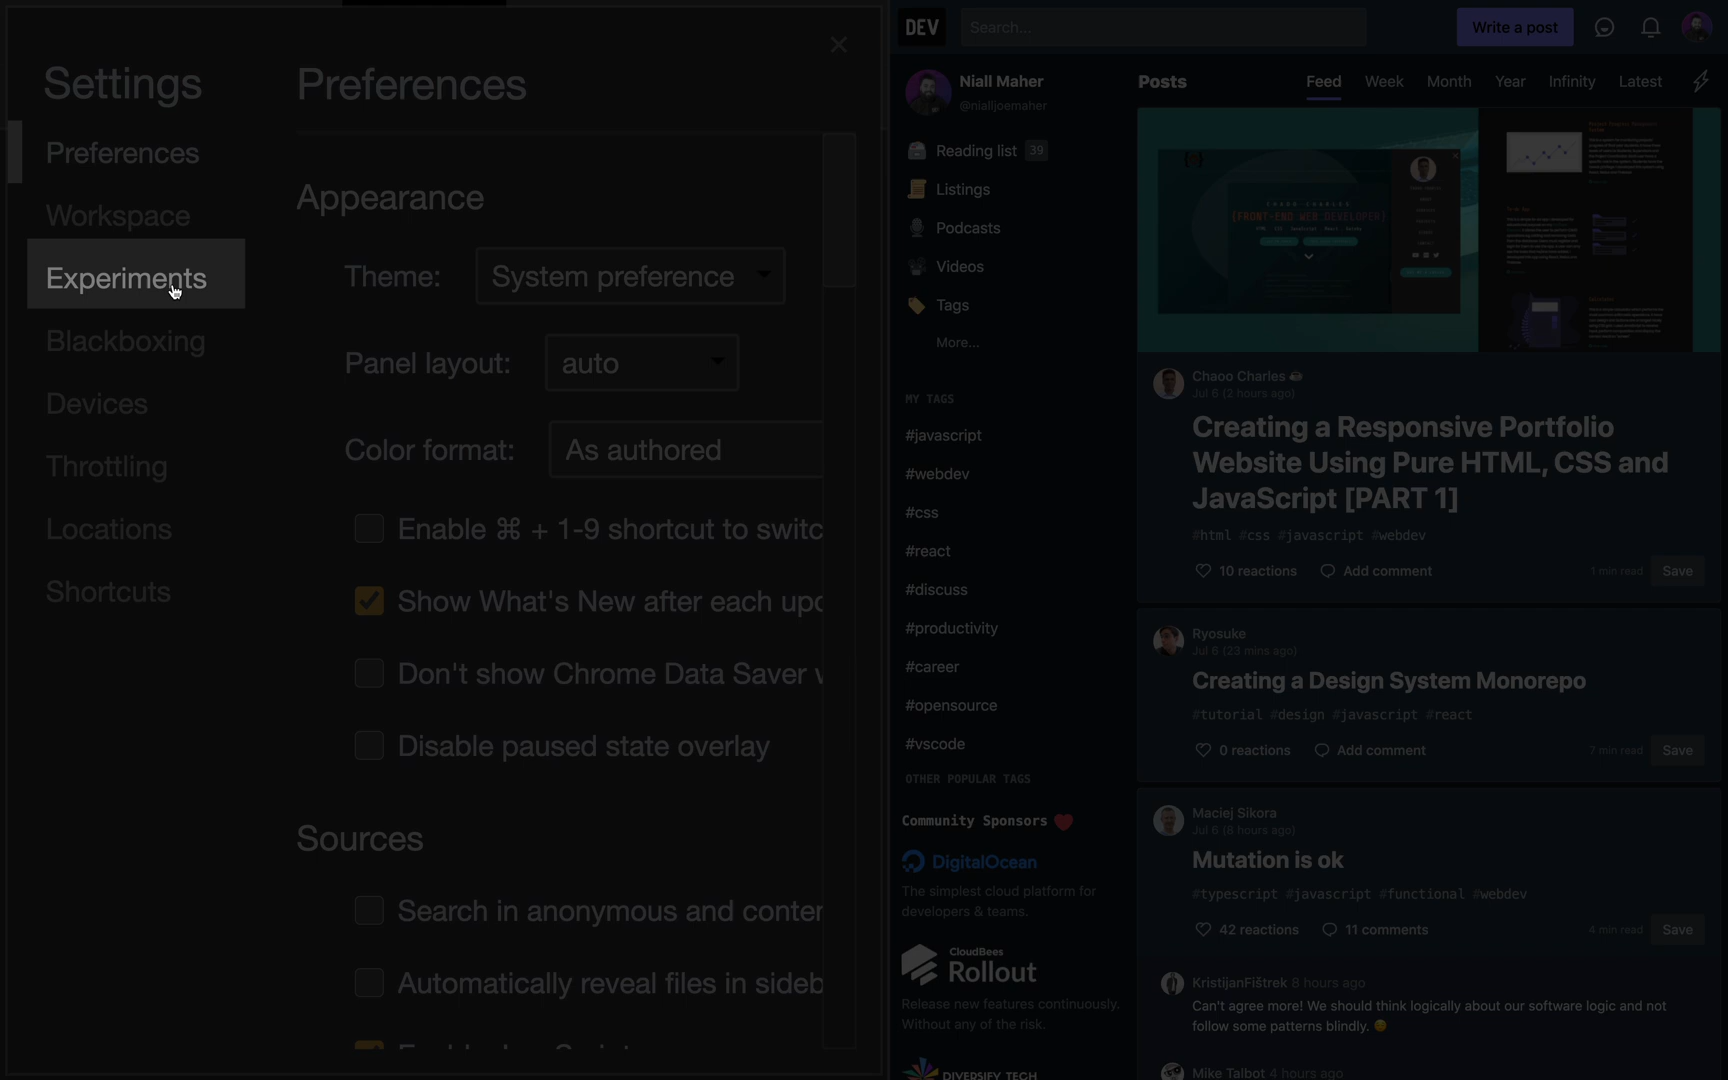 Settings
Preferences
Workspace
Experiments
Blackboxing
Devices
Throttling
Locations
Shortcuts
Preferences
Appearance
Theme: System preference
Panel layout: auto
Color format: As authored
Enable ⌘ + 1-9 shortcut to switc
Show What's New after each upd
Don't show Chrome Data Saver v
Disable paused state overlay
Sources
Search in anonymous and conten
Automatically reveal files in sideb
DEV
Search...
Write a post
Niall Maher
@nialljoemaher
Reading list 39
Listings
Podcasts
Videos
Tags
More...
MY TAGS
#javascript
#webdev
#css
#react
#discuss
#productivity
#career
#opensource
#vscode
OTHER POPULAR TAGS
Community Sponsors
DigitalOcean
The simplest cloud platform for
developers & teams.
CloudBees
Rollout
Release new features continuously.
Without any of the risk.
DIVERSIFY TECH
Posts
Feed Week Month Year Infinity Latest
CHAOO CHARLES
{FRONT-END WEB DEVELOPER}
Chaoo Charles
Jul 6 (2 hours ago)
Creating a Responsive Portfolio
Website Using Pure HTML, CSS and
JavaScript [PART 1]
#html #css #javascript #webdev
10 reactions Add comment 1 min read Save
Ryosuke
Jul 6 (23 mins ago)
Creating a Design System Monorepo
#tutorial #design #javascript #react
0 reactions Add comment 7 min read Save
Maciej Sikora
Jul 6 (8 hours ago)
Mutation is ok
#typescript #javascript #functional #webdev
42 reactions 11 comments 4 min read Save
KristijanFištrek 8 hours ago
Can't agree more! We should think logically about our software logic and not
follow some patterns blindly.
Mike Talbot 4 hours ago